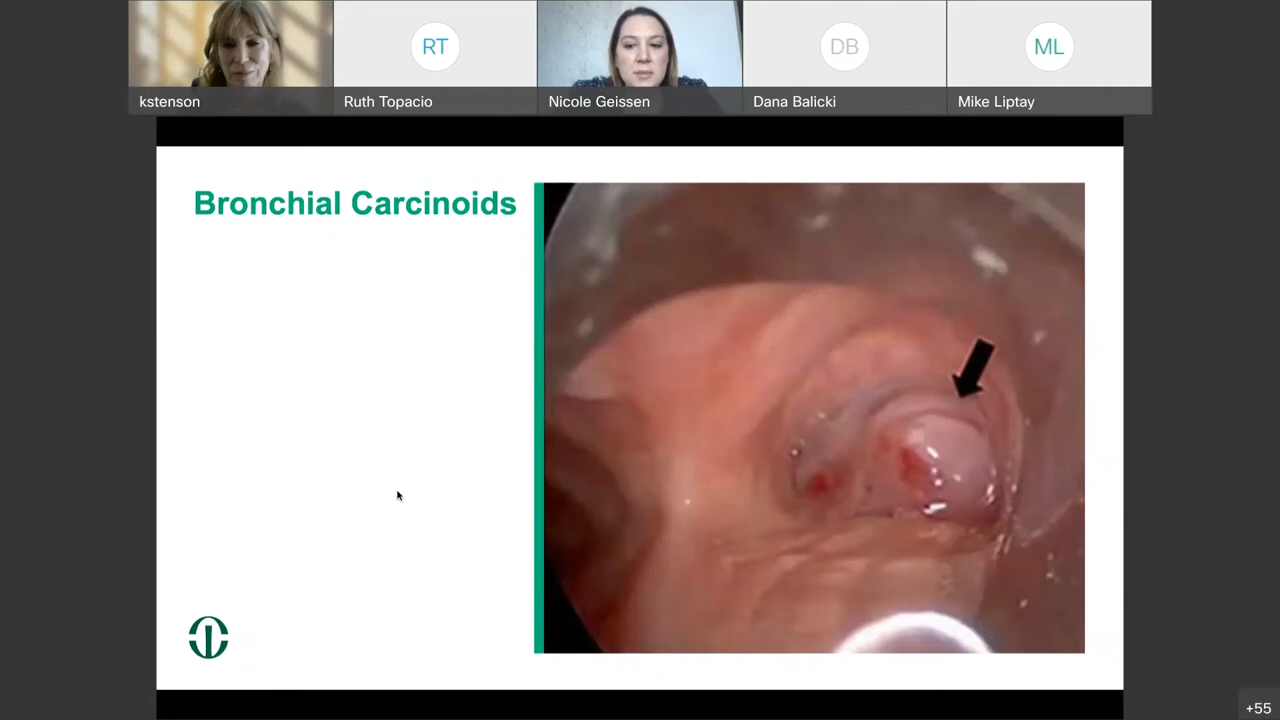 RT
DB
ML
kstenson
Ruth Topacio
Nicole Geissen
Dana Balicki
Mike Liptay
Bronchial Carcinoids
+55